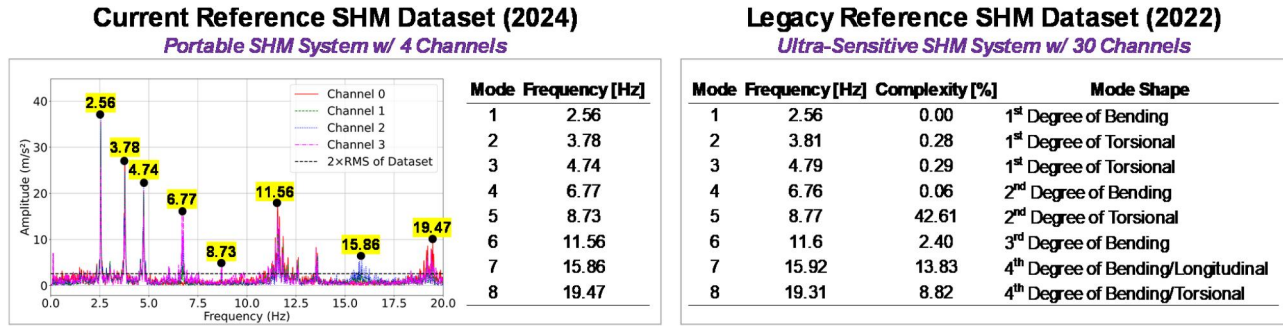 Current Reference SHM Dataset (2024)
Portable SHM System w/ 4 Channels
2.56
3.78
4.74
6.77
8.73
11.56
15.86
19.47
Channel 0
Channel 1
Channel 2
Channel 3
2×RMS of Dataset
Amplitude (m/s²)
40
30
20
10
0
0.0 2.5 5.0 7.5 10.0 12.5 15.0 17.5 20.0
Frequency (Hz)
Mode Frequency [Hz]
1 2.56
2 3.78
3 4.74
4 6.77
5 8.73
6 11.56
7 15.86
8 19.47
Legacy Reference SHM Dataset (2022)
Ultra-Sensitive SHM System w/ 30 Channels
Mode Frequency [Hz] Complexity [%] Mode Shape
1 2.56 0.00 1st Degree of Bending
2 3.81 0.28 1st Degree of Torsional
3 4.79 0.29 1st Degree of Torsional
4 6.76 0.06 2nd Degree of Bending
5 8.77 42.61 2nd Degree of Torsional
6 11.6 2.40 3rd Degree of Bending
7 15.92 13.83 4th Degree of Bending/Longitudinal
8 19.31 8.82 4th Degree of Bending/Torsional